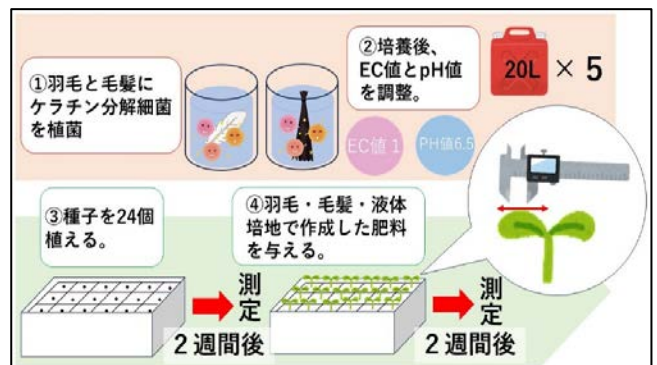 ①羽毛と毛髪に
ケラチン分解細菌
を植菌
②培養後、
EC値とpH値
を調整。
20L × 5
EC値 1
PH値6.5
③種子を24個
植える。
④羽毛・毛髪・液体
培地で作成した肥料
を与える。
測定
2週間後
測定
2週間後